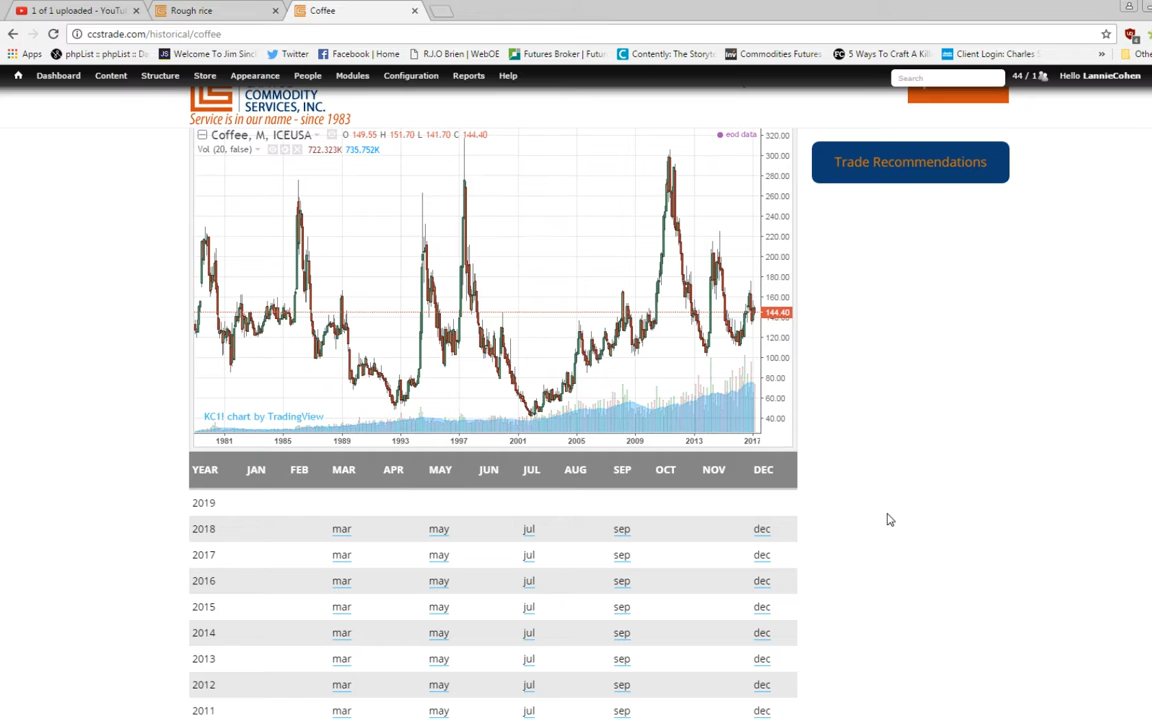 1 of 1 uploaded - YouTu
Rough rice
Coffee
ccstrade.com/historical/coffee
Apps
phpList :: phpList :: D
Welcome to Jim Sincl
Twitter
Facebook | Home
R.J.O Brien | WebOE
Futures Broker | Futu
Contently: The Storyt
Commodities Futures
5 Ways To Craft A Kill
Client Login: Charles S
»
Othe
Dashboard
Content
Structure
Store
Appearance
People
Modules
Configuration
Reports
Help
Search
44 / 1
Hello LannieCohen
COMMODITY
SERVICES, INC.
Service is in our name - since 1983
Coffee, M, ICEUSA
O 149.55 H 151.70 L 141.70 C 144.40
eod data
Vol (20, false)
722.323K 735.752K
320.00
300.00
280.00
260.00
240.00
220.00
200.00
180.00
160.00
144.40
120.00
100.00
80.00
60.00
40.00
KC1! chart by TradingView
1981 1985 1989 1993 1997 2001 2005 2009 2013 2017
Trade Recommendations
YEAR JAN FEB MAR APR MAY JUN JUL AUG SEP OCT NOV DEC
2019
2018 mar may jul sep dec
2017 mar may jul sep dec
2016 mar may jul sep dec
2015 mar may jul sep dec
2014 mar may jul sep dec
2013 mar may jul sep dec
2012 mar may jul sep dec
2011 mar may jul sep dec